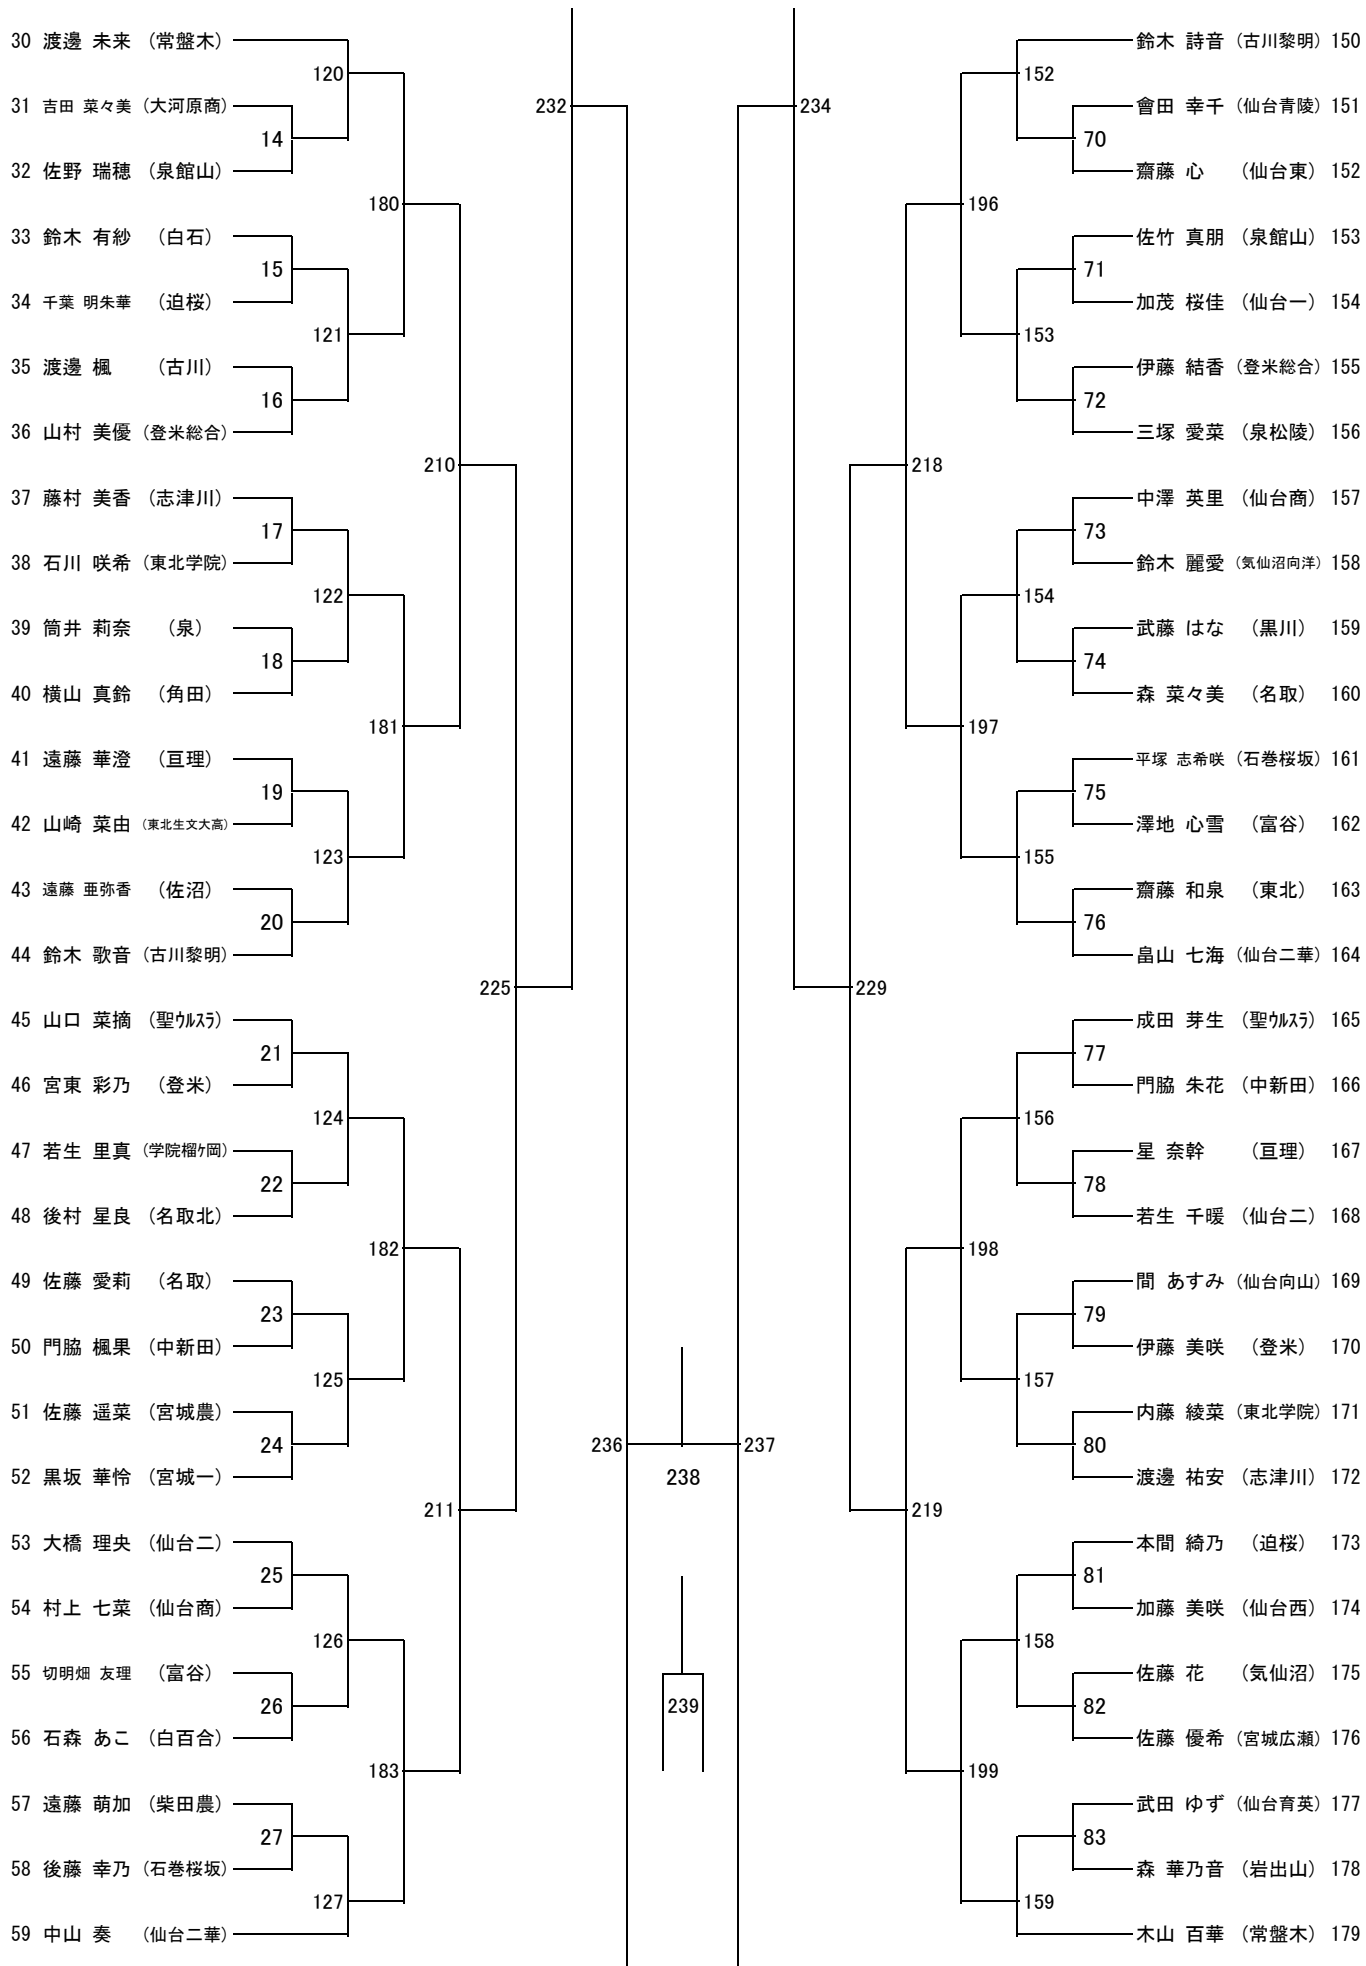 30 渡邊 未来 （常盤木）
31 吉田 菜々美 （大河原商）
32 佐野 瑞穂 （泉館山）
33 鈴木 有紗 （白石）
34 千葉 明朱華 （迫桜）
35 渡邊 楓 （古川）
36 山村 美優 （登米総合）
37 藤村 美香 （志津川）
38 石川 咲希 （東北学院）
39 筒井 莉奈 （泉）
40 横山 真鈴 （角田）
41 遠藤 華澄 （亘理）
42 山崎 菜由 （東北生文大高）
43 遠藤 亜弥香 （佐沼）
44 鈴木 歌音 （古川黎明）
45 山口 菜摘 （聖ｳﾙｽﾗ）
46 宮東 彩乃 （登米）
47 若生 里真 （学院榴ｹ岡）
48 後村 星良 （名取北）
49 佐藤 愛莉 （名取）
50 門脇 楓果 （中新田）
51 佐藤 遥菜 （宮城農）
52 黒坂 華怜 （宮城一）
53 大橋 理央 （仙台二）
54 村上 七菜 （仙台商）
55 切明畑 友理 （富谷）
56 石森 あこ （白百合）
57 遠藤 萌加 （柴田農）
58 後藤 幸乃 （石巻桜坂）
59 中山 奏 （仙台二華）
14
15
16
17
18
19
20
21
22
23
24
25
26
27
120
121
122
123
124
125
126
127
180
181
182
183
210
211
225
232
236
238
239
237
234
229
218
219
196
197
198
199
152
153
154
155
156
157
158
159
70
71
72
73
74
75
76
77
78
79
80
81
82
83
鈴木 詩音 （古川黎明） 150
會田 幸千 （仙台青陵） 151
齋藤 心 （仙台東） 152
佐竹 真朋 （泉館山） 153
加茂 桜佳 （仙台一） 154
伊藤 結香 （登米総合） 155
三塚 愛菜 （泉松陵） 156
中澤 英里 （仙台商） 157
鈴木 麗愛 （気仙沼向洋） 158
武藤 はな （黒川） 159
森 菜々美 （名取） 160
平塚 志希咲 （石巻桜坂） 161
澤地 心雪 （富谷） 162
齋藤 和泉 （東北） 163
畠山 七海 （仙台二華） 164
成田 芽生 （聖ｳﾙｽﾗ） 165
門脇 朱花 （中新田） 166
星 奈幹 （亘理） 167
若生 千暖 （仙台二） 168
間 あすみ （仙台向山） 169
伊藤 美咲 （登米） 170
内藤 綾菜 （東北学院） 171
渡邊 祐安 （志津川） 172
本間 綺乃 （迫桜） 173
加藤 美咲 （仙台西） 174
佐藤 花 （気仙沼） 175
佐藤 優希 （宮城広瀬） 176
武田 ゆず （仙台育英） 177
森 華乃音 （岩出山） 178
木山 百華 （常盤木） 179